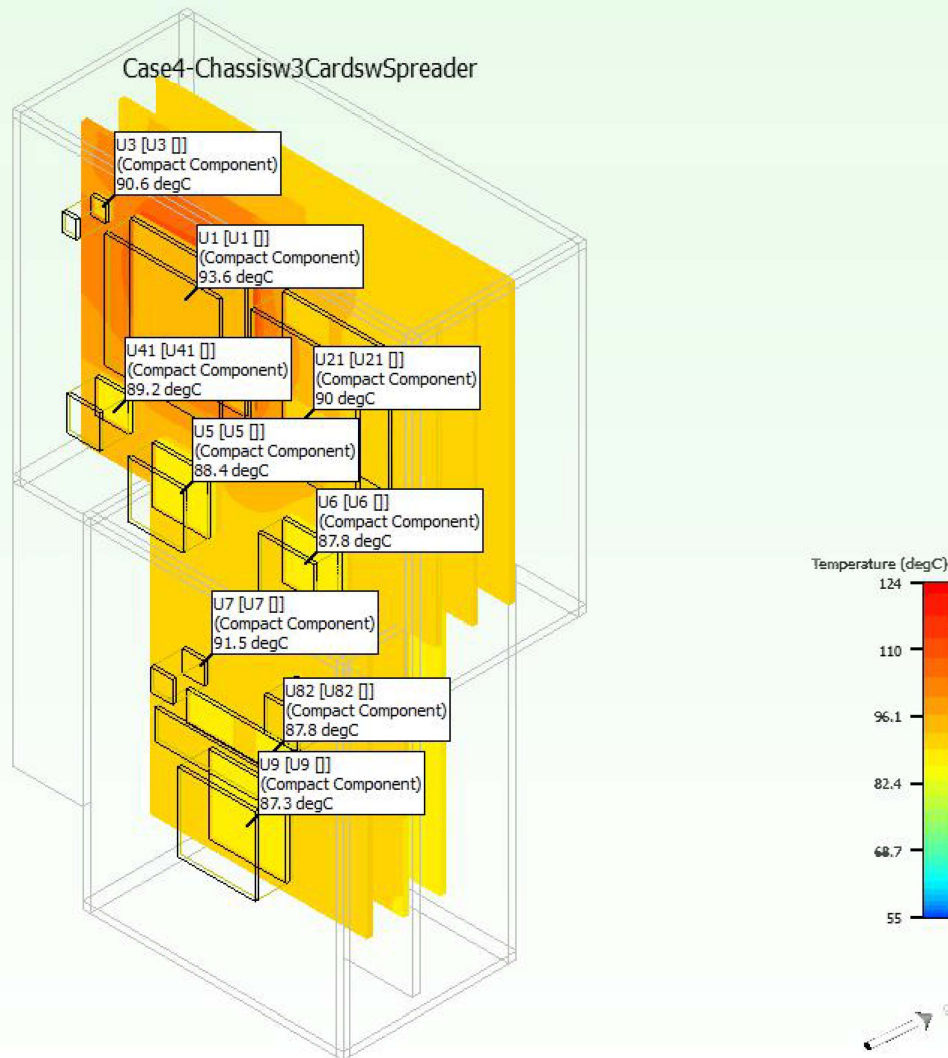 Case4-Chassisw3CardswSpreader
U3 [U3 []]
(Compact Component)
90.6 degC
U1 [U1 []]
(Compact Component)
93.6 degC
U41 [U41 []]
(Compact Component)
89.2 degC
U21 [U21 []]
(Compact Component)
90 degC
U5 [U5 []]
(Compact Component)
88.4 degC
U6 [U6 []]
(Compact Component)
87.8 degC
U7 [U7 []]
(Compact Component)
91.5 degC
U82 [U82 []]
(Compact Component)
87.8 degC
U9 [U9 []]
(Compact Component)
87.3 degC
Temperature (degC)
124
110
96.1
82.4
68.7
55